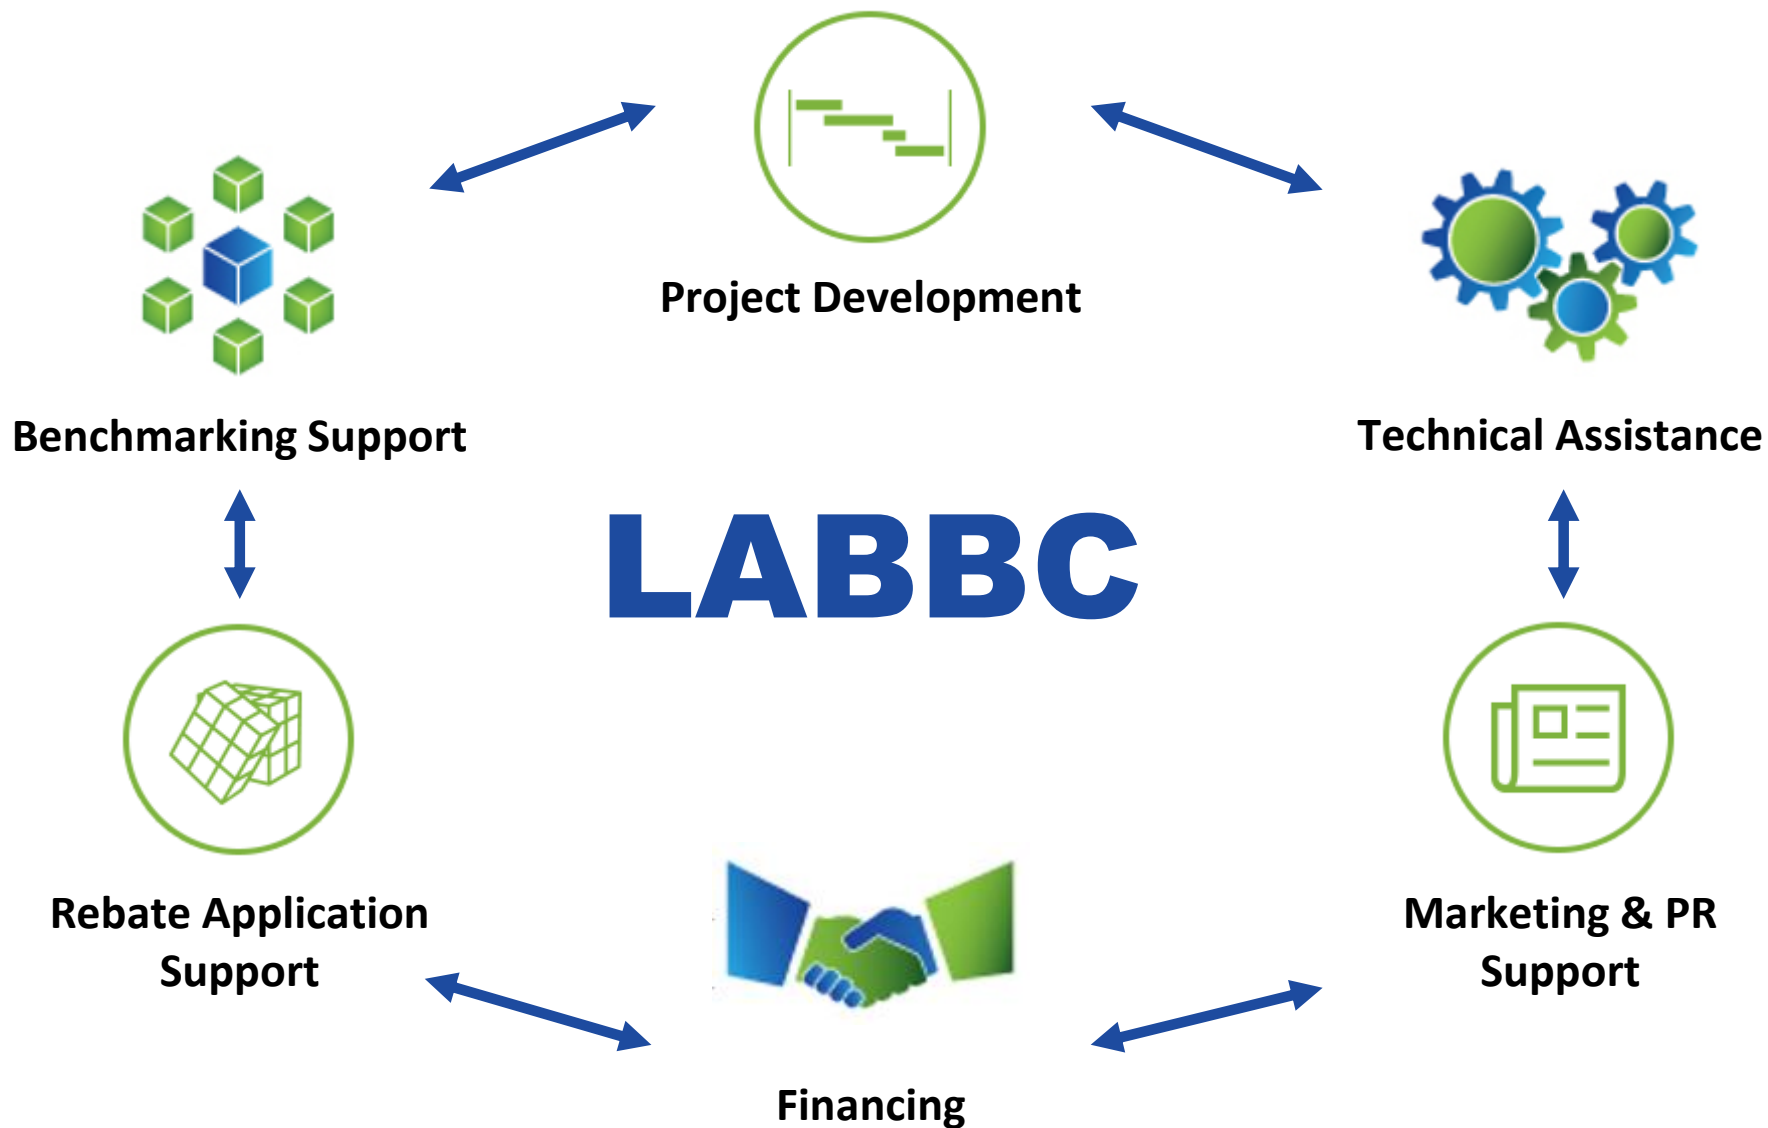 Project Development
Benchmarking Support
Technical Assistance
LABBC
Rebate Application
Support
Marketing & PR
Support
Financing